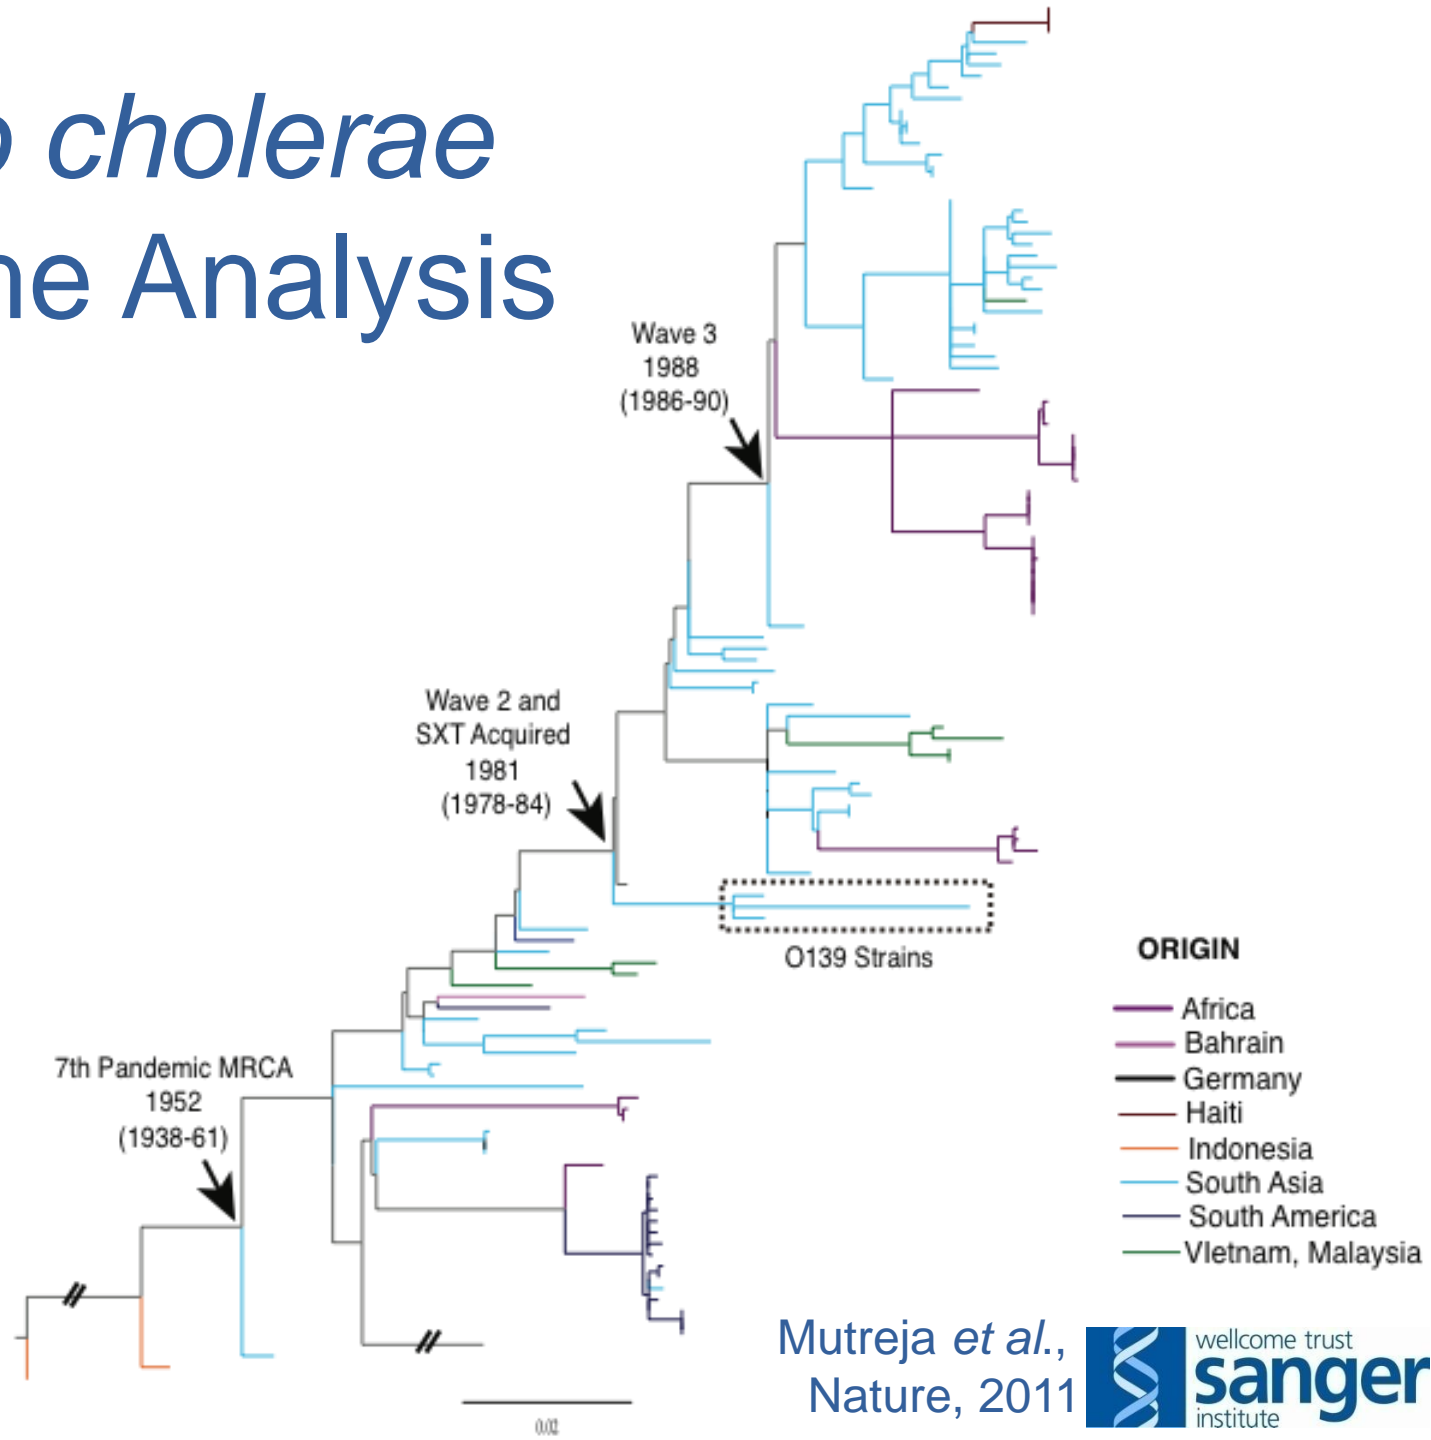 cholerae
ne Analysis
Wave 3
1988
(1986-90)
Wave 2 and
SXT Acquired
1981
(1978-84)
O139 Strains
7th Pandemic MRCA
1952
(1938-61)
ORIGIN
Africa
Bahrain
Germany
Haiti
Indonesia
South Asia
South America
VIetnam, Malaysia
0.02
Mutreja et al.,
Nature, 2011
wellcome trust
sanger
institute